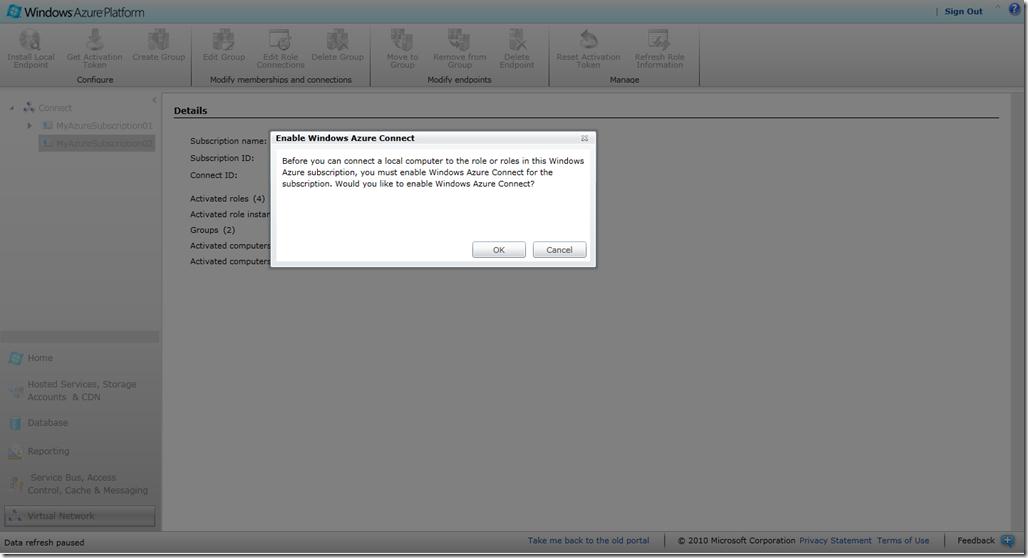 Windows Azure Platform
| Sign Out
Install Local Endpoint
Get Activation Token
Create Group
Configure
Edit Group
Edit Role Connections
Delete Group
Modify memberships and connections
Move to Group
Remove from Group
Delete Endpoint
Modify endpoints
Reset Activation Token
Refresh Role Information
Manage
Connect
MyAzureSubscription01
MyAzureSubscription02
Home
Hosted Services, Storage
Accounts & CDN
Database
Reporting
Service Bus, Access
Control, Cache & Messaging
Virtual Network
Details
Subscription name:
Subscription ID:
Connect ID:
Activated roles (4)
Activated role instan
Groups (2)
Activated computers
Activated computers
Enable Windows Azure Connect
Before you can connect a local computer to the role or roles in this Windows
Azure subscription, you must enable Windows Azure Connect for the
subscription. Would you like to enable Windows Azure Connect?
OK
Cancel
Data refresh paused
Take me back to the old portal
© 2010 Microsoft Corporation Privacy Statement Terms of Use
Feedback